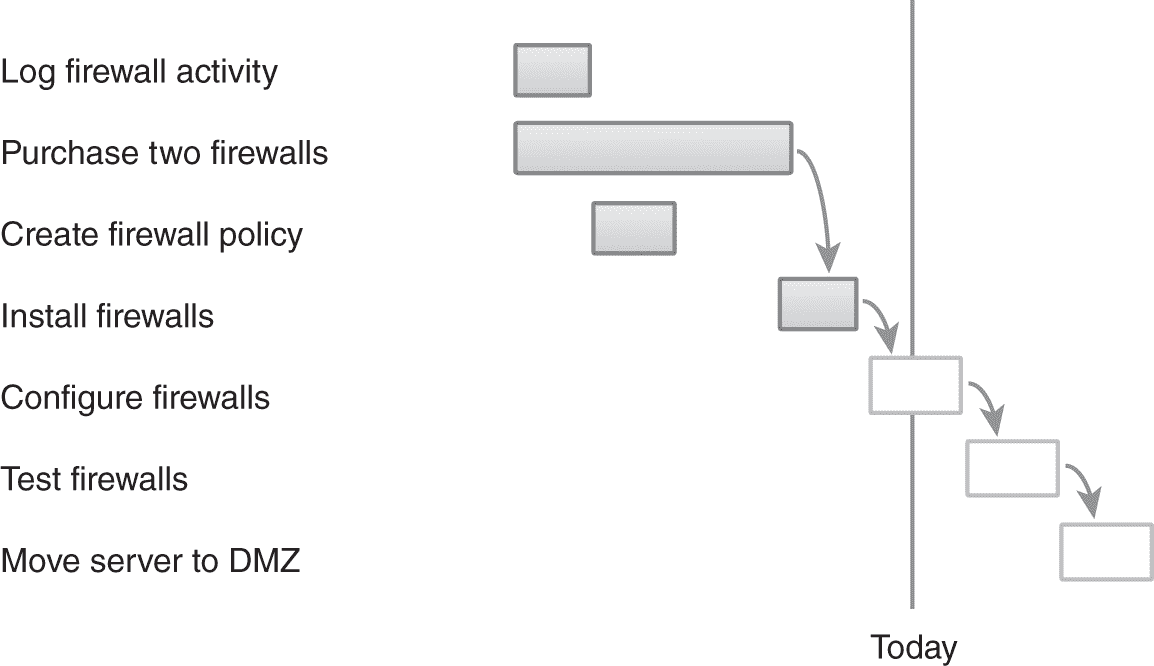 Log firewall activity
Purchase two firewalls
Create firewall policy
Install firewalls
Configure firewalls
Test firewalls
Move server to DMZ
Today